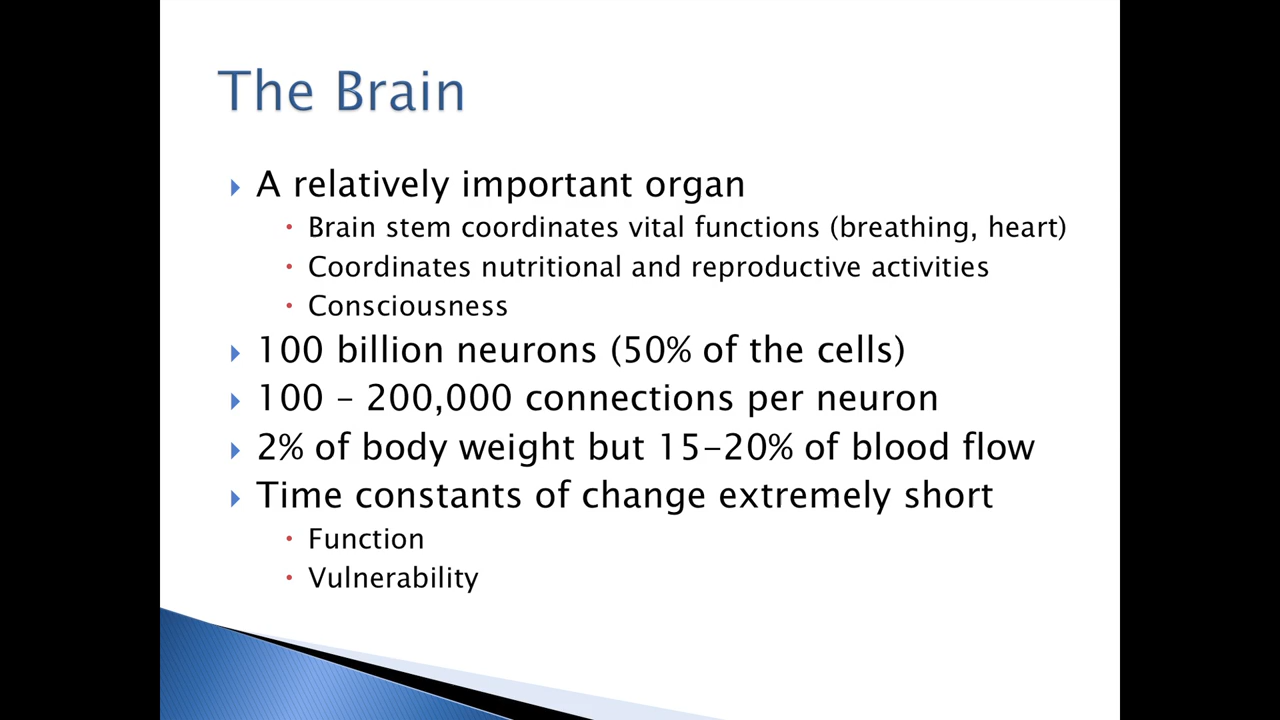 The Brain
A relatively important organ
Brain stem coordinates vital functions (breathing, heart)
Coordinates nutritional and reproductive activities
Consciousness
100 billion neurons (50% of the cells)
100 – 200,000 connections per neuron
2% of body weight but 15-20% of blood flow
Time constants of change extremely short
Function
Vulnerability